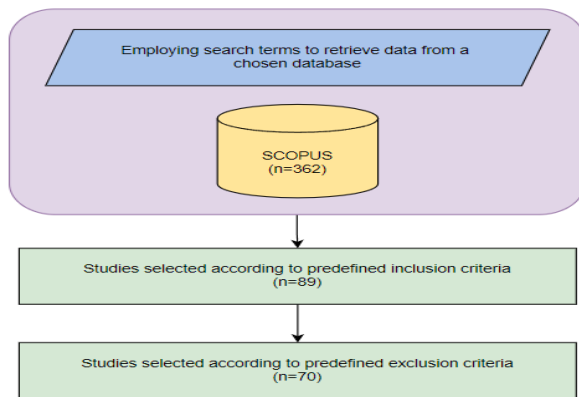 Employing search terms to retrieve data from a
chosen database
SCOPUS
(n=362)
Studies selected according to predefined inclusion criteria
(n=89)
Studies selected according to predefined exclusion criteria
(n=70)